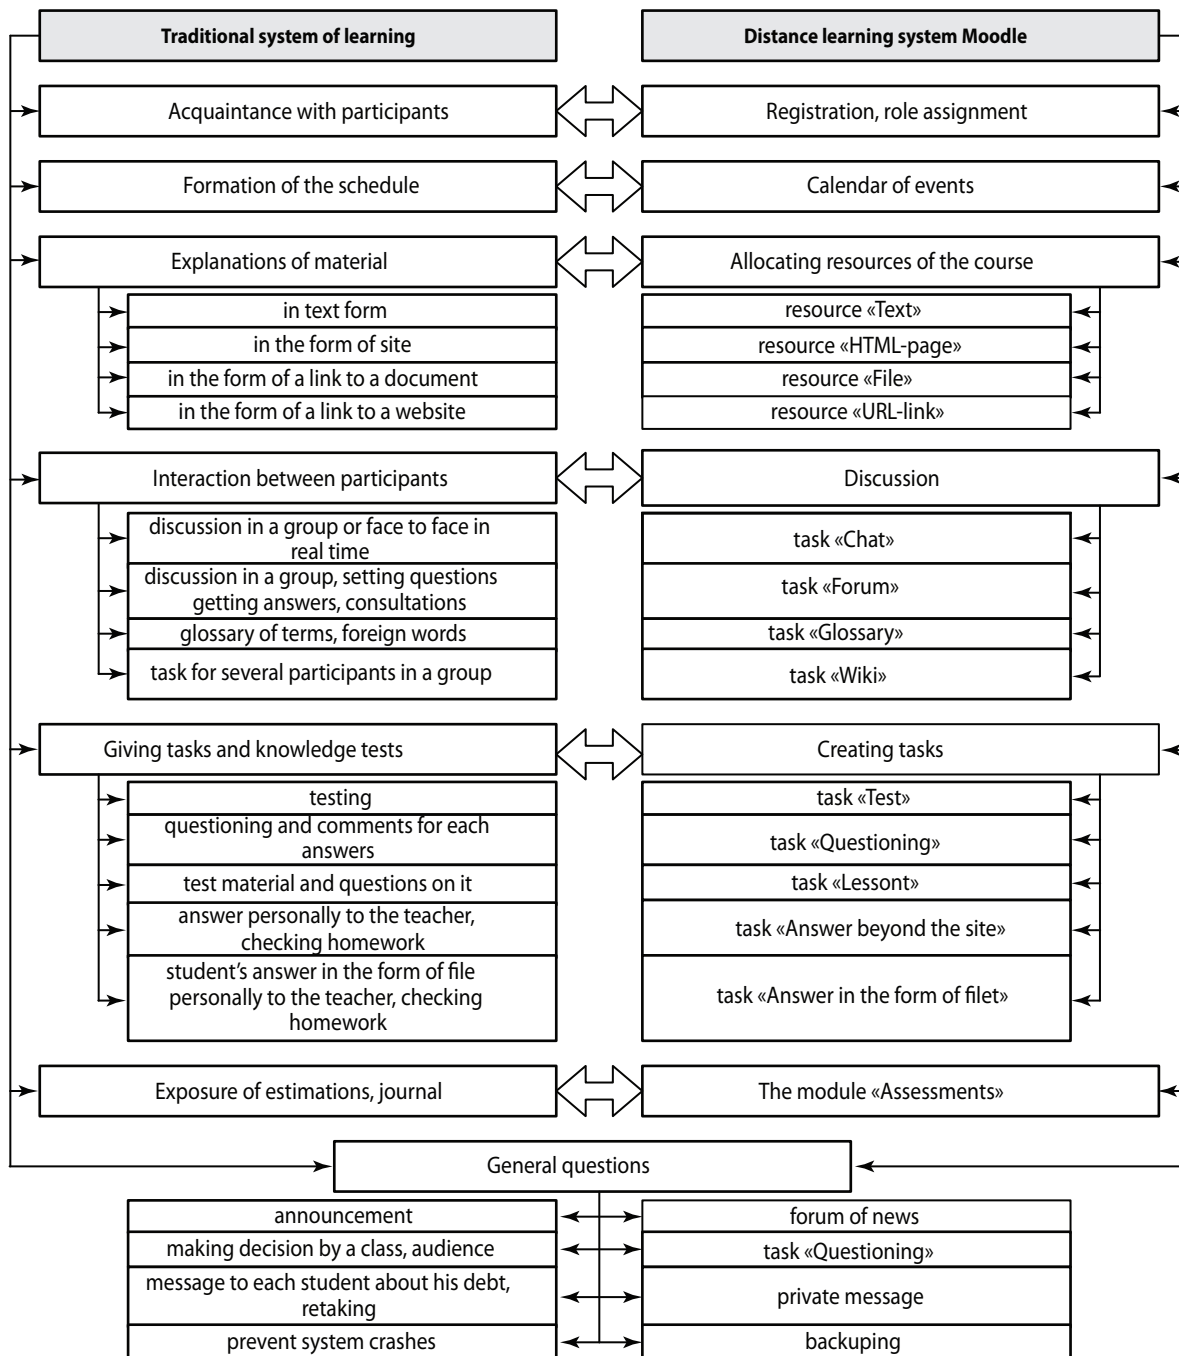 Traditional system of learning
Distance learning system Moodle
Acquaintance with participants
Registration, role assignment
Formation of the schedule
Calendar of events
Explanations of material
Allocating resources of the course
in text form
resource «Text»
in the form of site
resource «HTML-page»
in the form of a link to a document
resource «File»
in the form of a link to a website
resource «URL-link»
Interaction between participants
Discussion
discussion in a group or face to face in
real time
task «Chat»
discussion in a group, setting questions
getting answers, consultations
task «Forum»
glossary of terms, foreign words
task «Glossary»
task for several participants in a group
task «Wiki»
Giving tasks and knowledge tests
Creating tasks
testing
task «Test»
questioning and comments for each
answers
task «Questioning»
test material and questions on it
task «Lessont»
answer personally to the teacher,
checking homework
task «Answer beyond the site»
student’s answer in the form of file
personally to the teacher, checking
homework
task «Answer in the form of filet»
Exposure of estimations, journal
The module «Assessments»
General questions
announcement
forum of news
making decision by a class, audience
task «Questioning»
message to each student about his debt,
retaking
private message
prevent system crashes
backuping